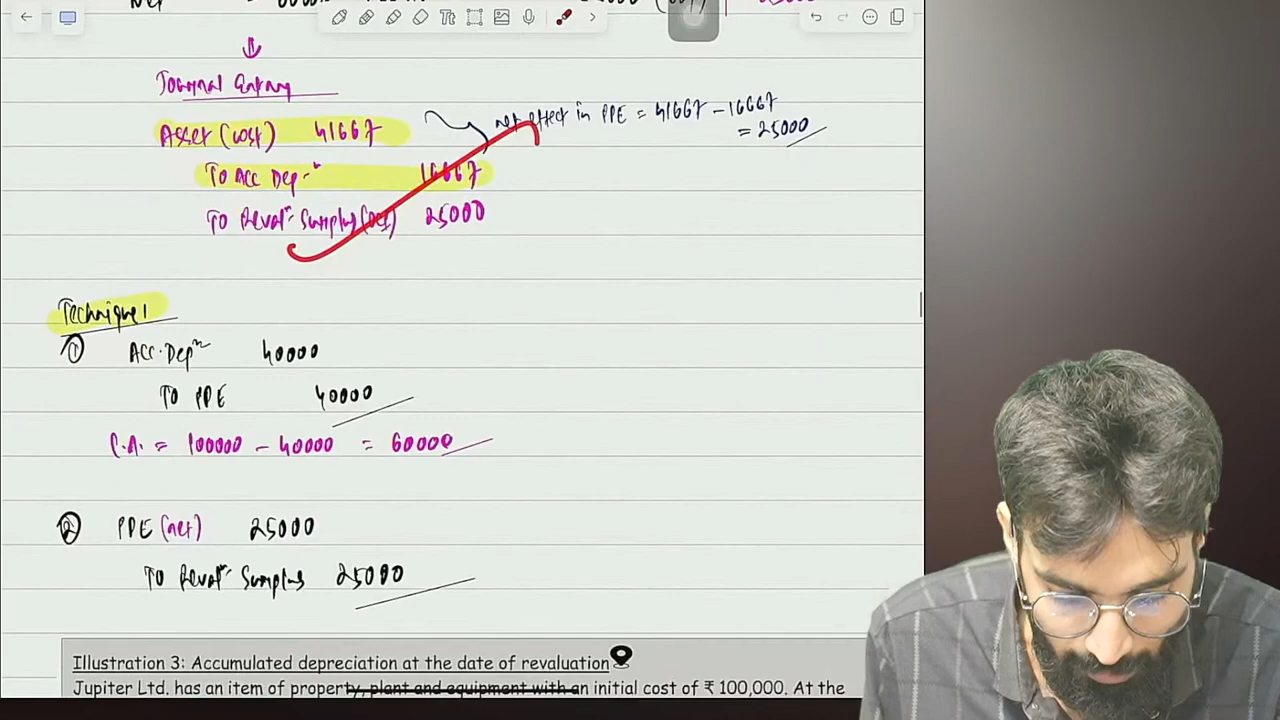 Journal Entry
Asset (cost) 41667
net effect in PPE = 41667 - 16667
= 25000
To Acc Depn 16667
To Revaln Surplus (OCI) 25000
Technique 1
① Acc. Depn 40000
To PPE 40000
C.A. = 100000 - 40000 = 60000
② PPE (net) 25000
To Revaln Surplus 25000
Illustration 3: Accumulated depreciation at the date of revaluation
Jupiter Ltd. has an item of property, plant and equipment with an initial cost of ₹ 100,000. At the